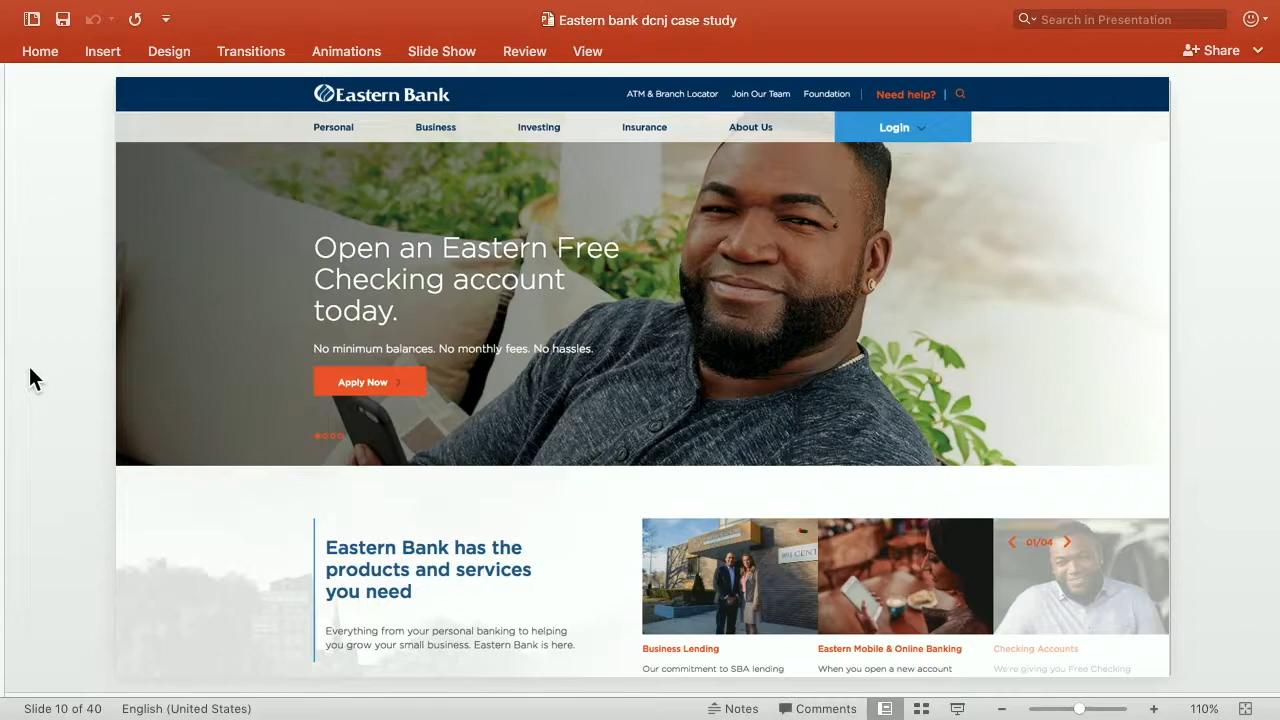 Eastern bank dcnj case study
Search in Presentation
Home Insert Design Transitions Animations Slide Show Review View
Share
Eastern Bank
ATM & Branch Locator Join Our Team Foundation Need help?
Personal Business Investing Insurance About Us Login
Open an Eastern Free
Checking account
today.
No minimum balances. No monthly fees. No hassles.
Apply Now
01/04
Eastern Bank has the
products and services
you need
Everything from your personal banking to helping
you grow your small business. Eastern Bank is here.
Business Lending
Our commitment to SBA lending
Eastern Mobile & Online Banking
When you open a new account
Checking Accounts
We're giving you Free Checking
Slide 10 of 40 English (United States)
Notes Comments 110%